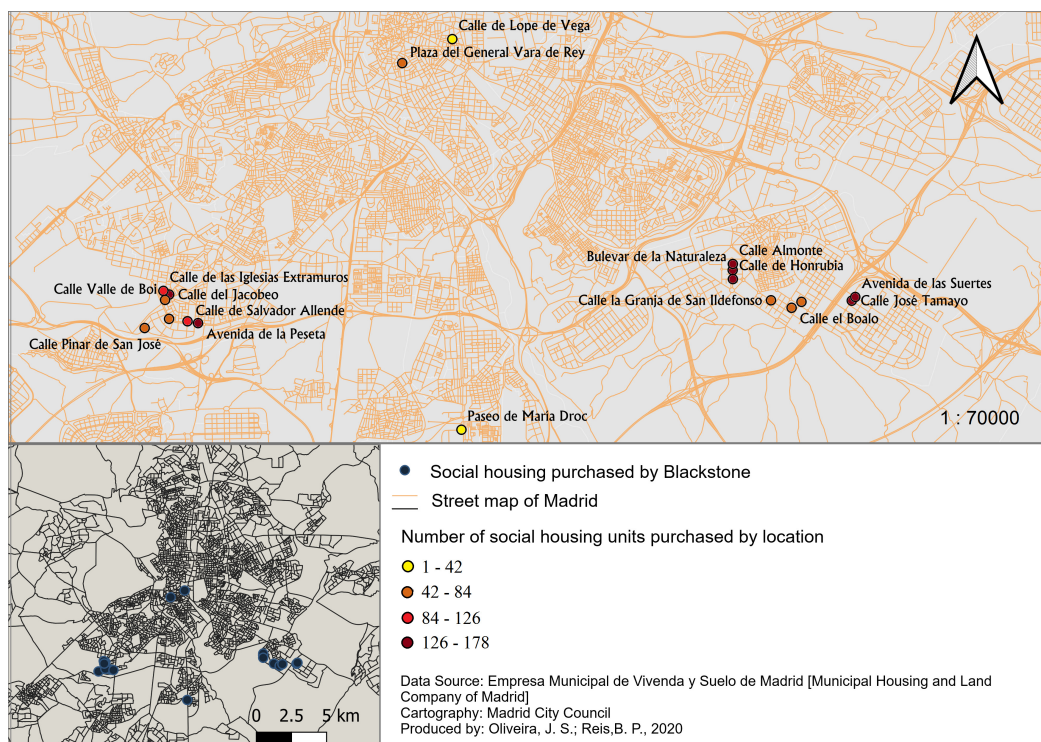 Calle de Lope de Vega
Plaza del General Vara de Rey
Bulevar de la Naturaleza
Calle Almonte
Calle de Honrubia
Calle de las Iglesias Extramuros
Calle Valle de Boi
Calle del Jacobeo
Calle de Salvador Allende
Calle Pinar de San José
Avenida de la Peseta
Calle la Granja de San Ildefonso
Avenida de las Suertes
Calle José Tamayo
Calle el Boalo
Paseo de Maria Droc
1 : 70000
Social housing purchased by Blackstone
Street map of Madrid
Number of social housing units purchased by location
1 - 42
42 - 84
84 - 126
126 - 178
0 2.5 5 km
Data Source: Empresa Municipal de Vivenda y Suelo de Madrid [Municipal Housing and Land
Company of Madrid]
Cartography: Madrid City Council
Produced by: Oliveira, J. S.; Reis,B. P., 2020